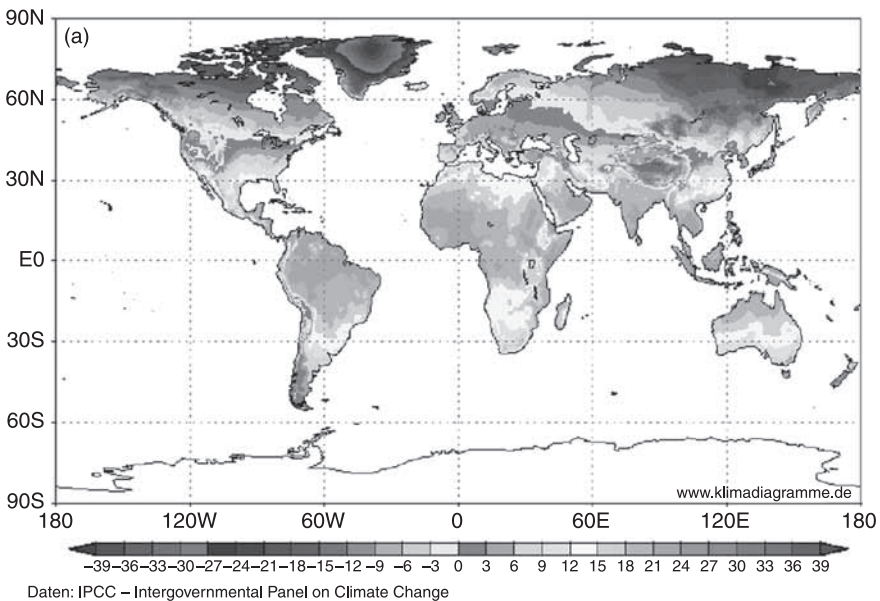 90N
(a)
60N
30N
E0
30S
60S
www.klimadiagramme.de
90S
180 120W 60W 0 60E 120E 180
−39 −36 −33 −30 −27 −24 −21 −18 −15 −12 −9 −6 −3 0 3 6 9 12 15 18 21 24 27 30 33 36 39
Daten: IPCC – Intergovernmental Panel on Climate Change